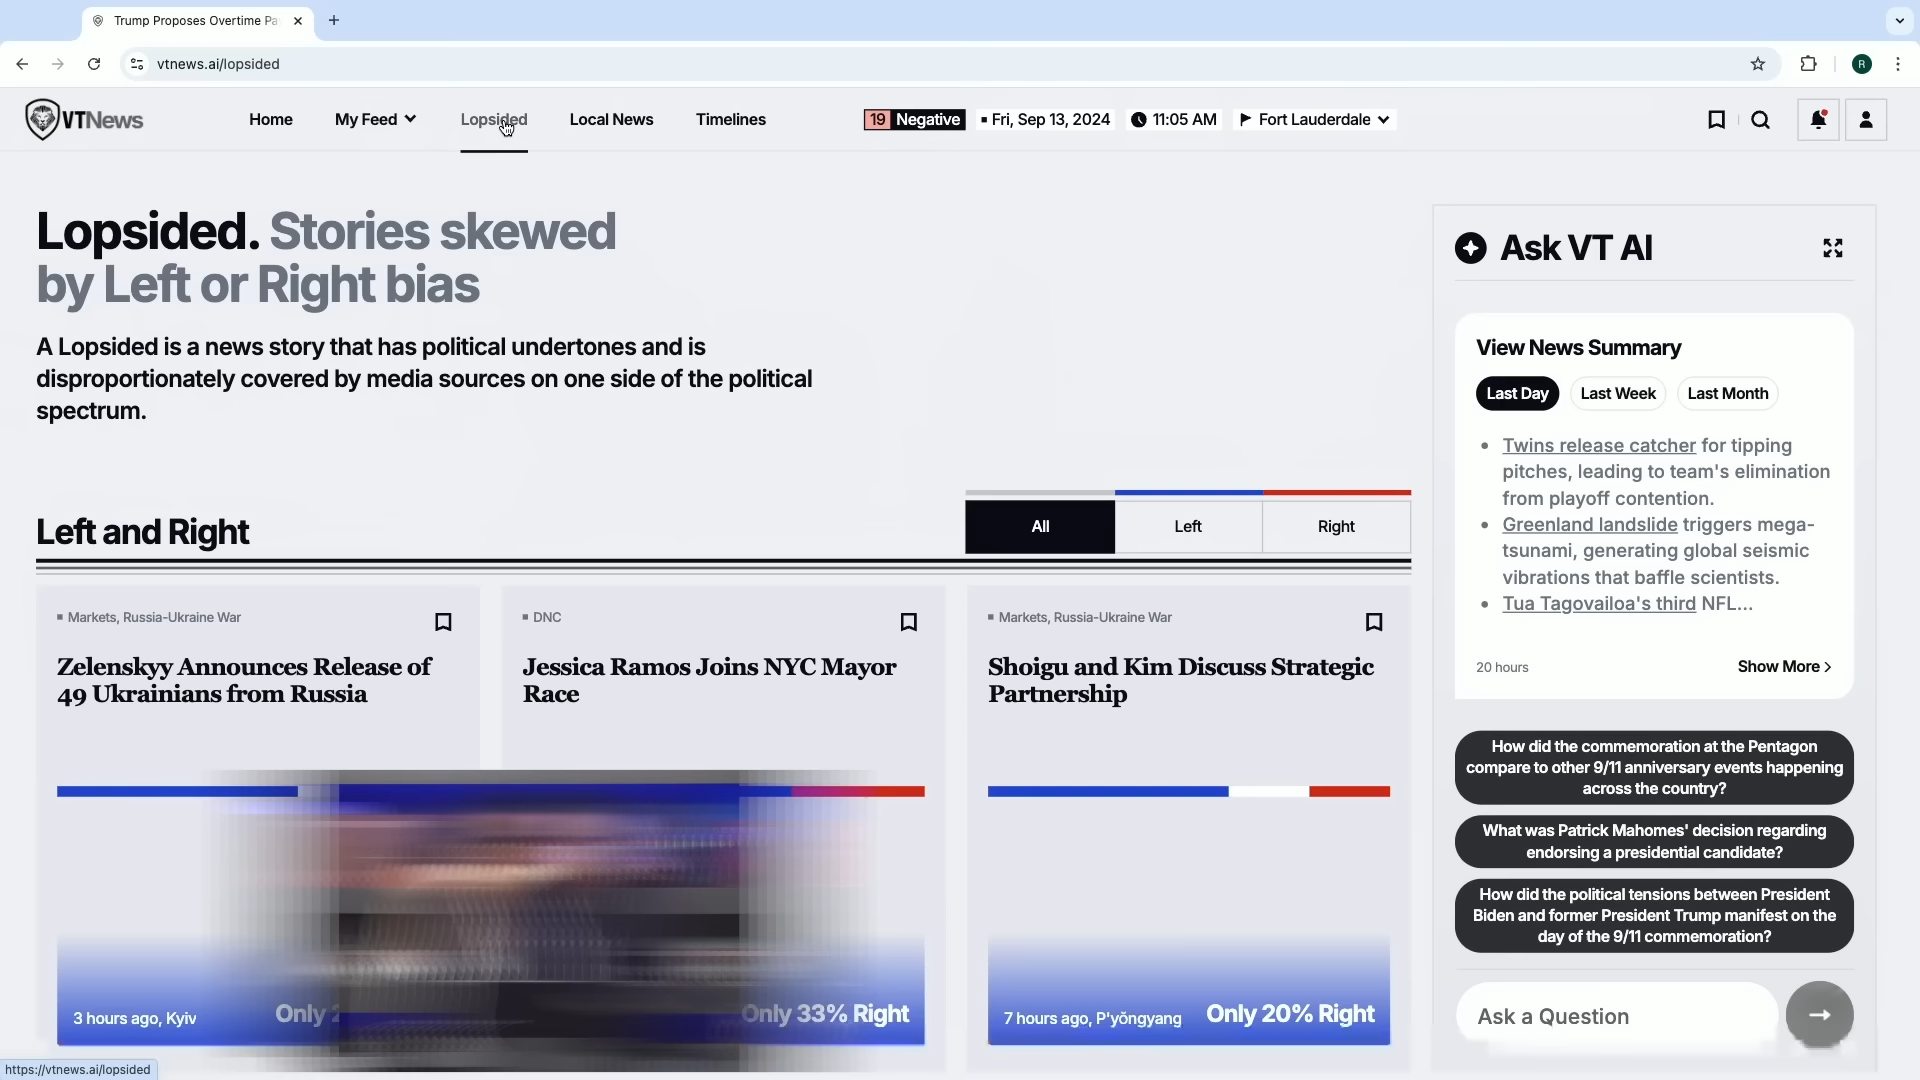 Trump Proposes Overtime Pa
vtnews.ai/lopsided
VTNews
Home
My Feed
Lopsided
Local News
Timelines
19 Negative
Fri, Sep 13, 2024
11:05 AM
Fort Lauderdale
R
Lopsided. Stories skewed
by Left or Right bias
A Lopsided is a news story that has political undertones and is
disproportionately covered by media sources on one side of the political
spectrum.
Left and Right
All
Left
Right
Markets, Russia-Ukraine War
Zelenskyy Announces Release of
49 Ukrainians from Russia
3 hours ago, Kyiv
Only
DNC
Jessica Ramos Joins NYC Mayor
Race
Only 33% Right
Markets, Russia-Ukraine War
Shoigu and Kim Discuss Strategic
Partnership
7 hours ago, P'yŏngyang
Only 20% Right
Ask VT AI
View News Summary
Last Day
Last Week
Last Month
Twins release catcher for tipping
pitches, leading to team's elimination
from playoff contention.
Greenland landslide triggers mega-
tsunami, generating global seismic
vibrations that baffle scientists.
Tua Tagovailoa's third NFL...
20 hours
Show More
How did the commemoration at the Pentagon
compare to other 9/11 anniversary events happening
across the country?
What was Patrick Mahomes' decision regarding
endorsing a presidential candidate?
How did the political tensions between President
Biden and former President Trump manifest on the
day of the 9/11 commemoration?
Ask a Question
https://vtnews.ai/lopsided